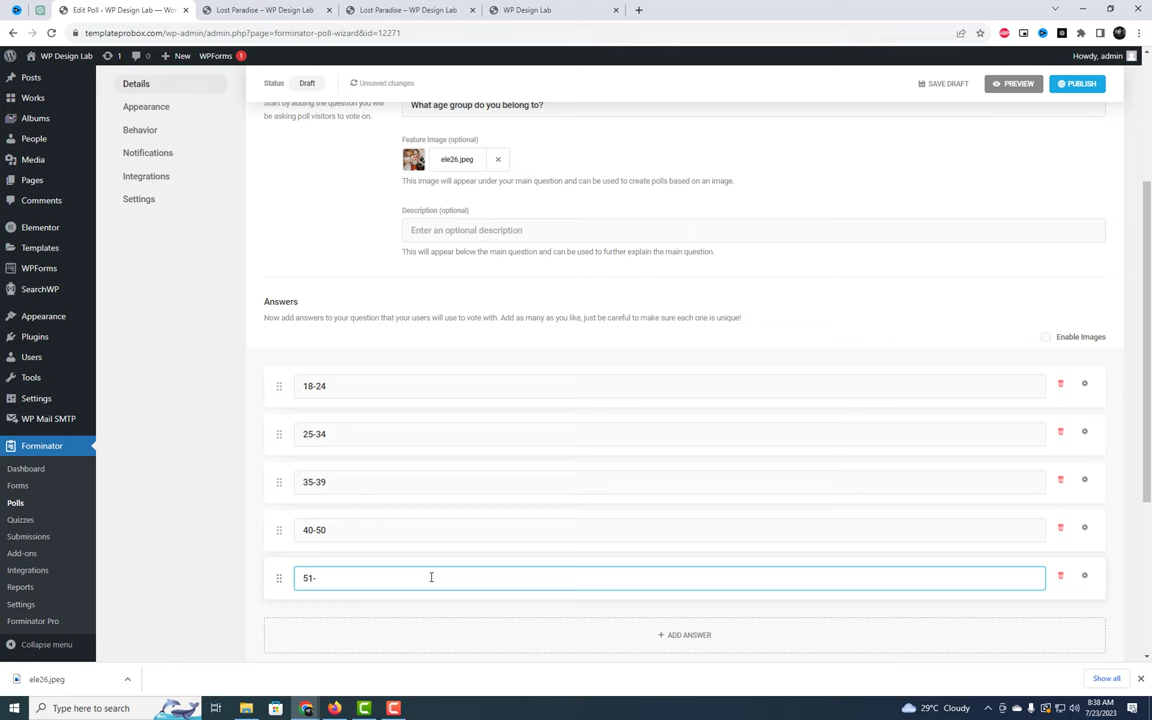 Edit Poll ‹ WP Design Lab — Wor
Lost Paradise – WP Design Lab
Lost Paradise – WP Design Lab
WP Design Lab
templateprobox.com/wp-admin/admin.php?page=forminator-poll-wizard&id=12271
WP Design Lab
1
0
New
WPForms
1
Howdy, admin
Posts
Works
Albums
People
Media
Pages
Comments
Elementor
Templates
WPForms
SearchWP
Appearance
Plugins
Users
Tools
Settings
WP Mail SMTP
Forminator
Dashboard
Forms
Polls
Quizzes
Submissions
Add-ons
Integrations
Reports
Settings
Forminator Pro
Collapse menu
Details
Appearance
Behavior
Notifications
Integrations
Settings
Status
Draft
Unsaved changes
SAVE DRAFT
PREVIEW
PUBLISH
Start by adding the question you will
be asking poll visitors to vote on.
What age group do you belong to?
Feature Image (optional)
ele26.jpeg
This image will appear under your main question and can be used to create polls based on an image.
Description (optional)
Enter an optional description
This will appear below the main question and can be used to further explain the main question.
Answers
Now add answers to your question that your users will use to vote with. Add as many as you like, just be careful to make sure each one is unique!
Enable Images
18-24
25-34
35-39
40-50
51-
+ ADD ANSWER
ele26.jpeg
Show all
Type here to search
29°C Cloudy
8:38 AM
7/23/2023